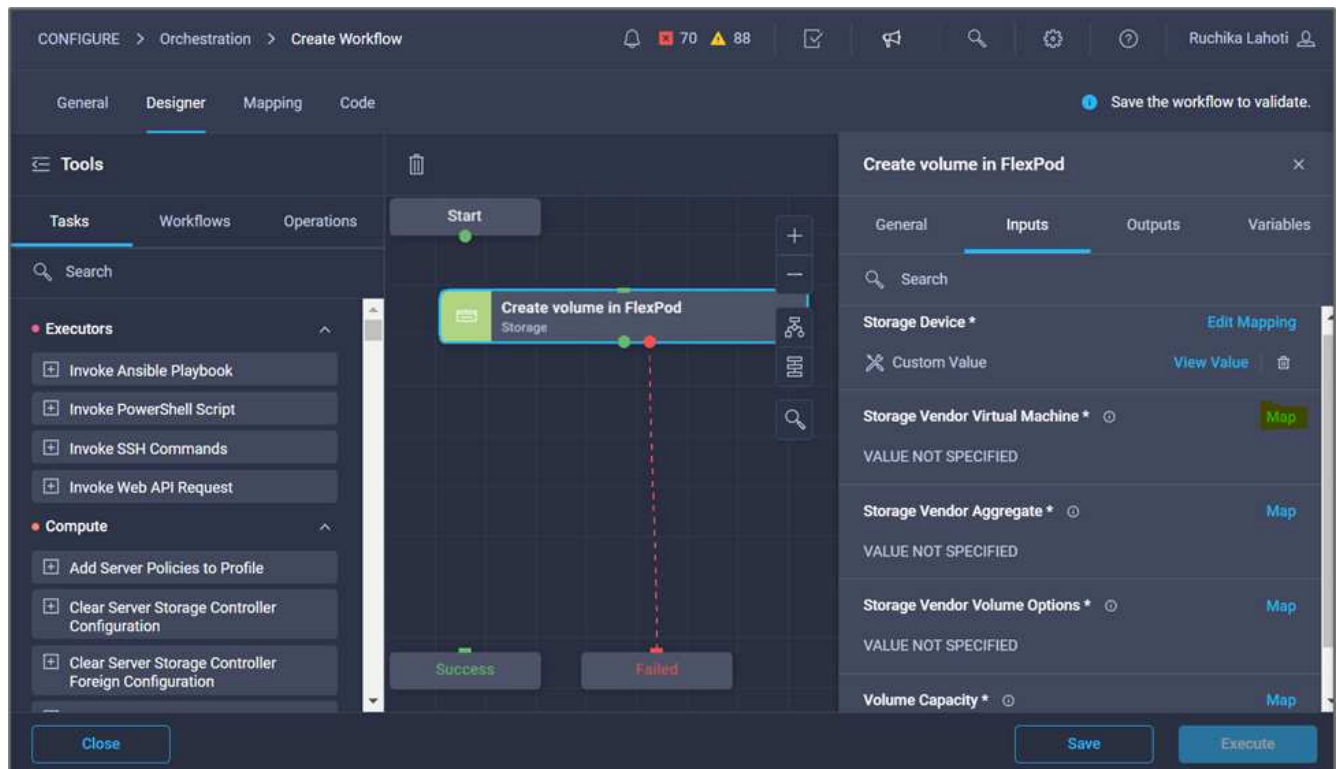 CONFIGURE > Orchestration > Create Workflow
70
88
Ruchika Lahoti
General
Designer
Mapping
Code
Save the workflow to validate.
Tools
Tasks
Workflows
Operations
Search
Executors
Invoke Ansible Playbook
Invoke PowerShell Script
Invoke SSH Commands
Invoke Web API Request
Compute
Add Server Policies to Profile
Clear Server Storage Controller
Configuration
Clear Server Storage Controller
Foreign Configuration
Start
Create volume in FlexPod
Storage
Success
Failed
Create volume in FlexPod
General
Inputs
Outputs
Variables
Search
Storage Device *
Edit Mapping
Custom Value
View Value
Storage Vendor Virtual Machine *
Map
VALUE NOT SPECIFIED
Storage Vendor Aggregate *
Map
VALUE NOT SPECIFIED
Storage Vendor Volume Options *
Map
VALUE NOT SPECIFIED
Volume Capacity *
Map
Close
Save
Execute